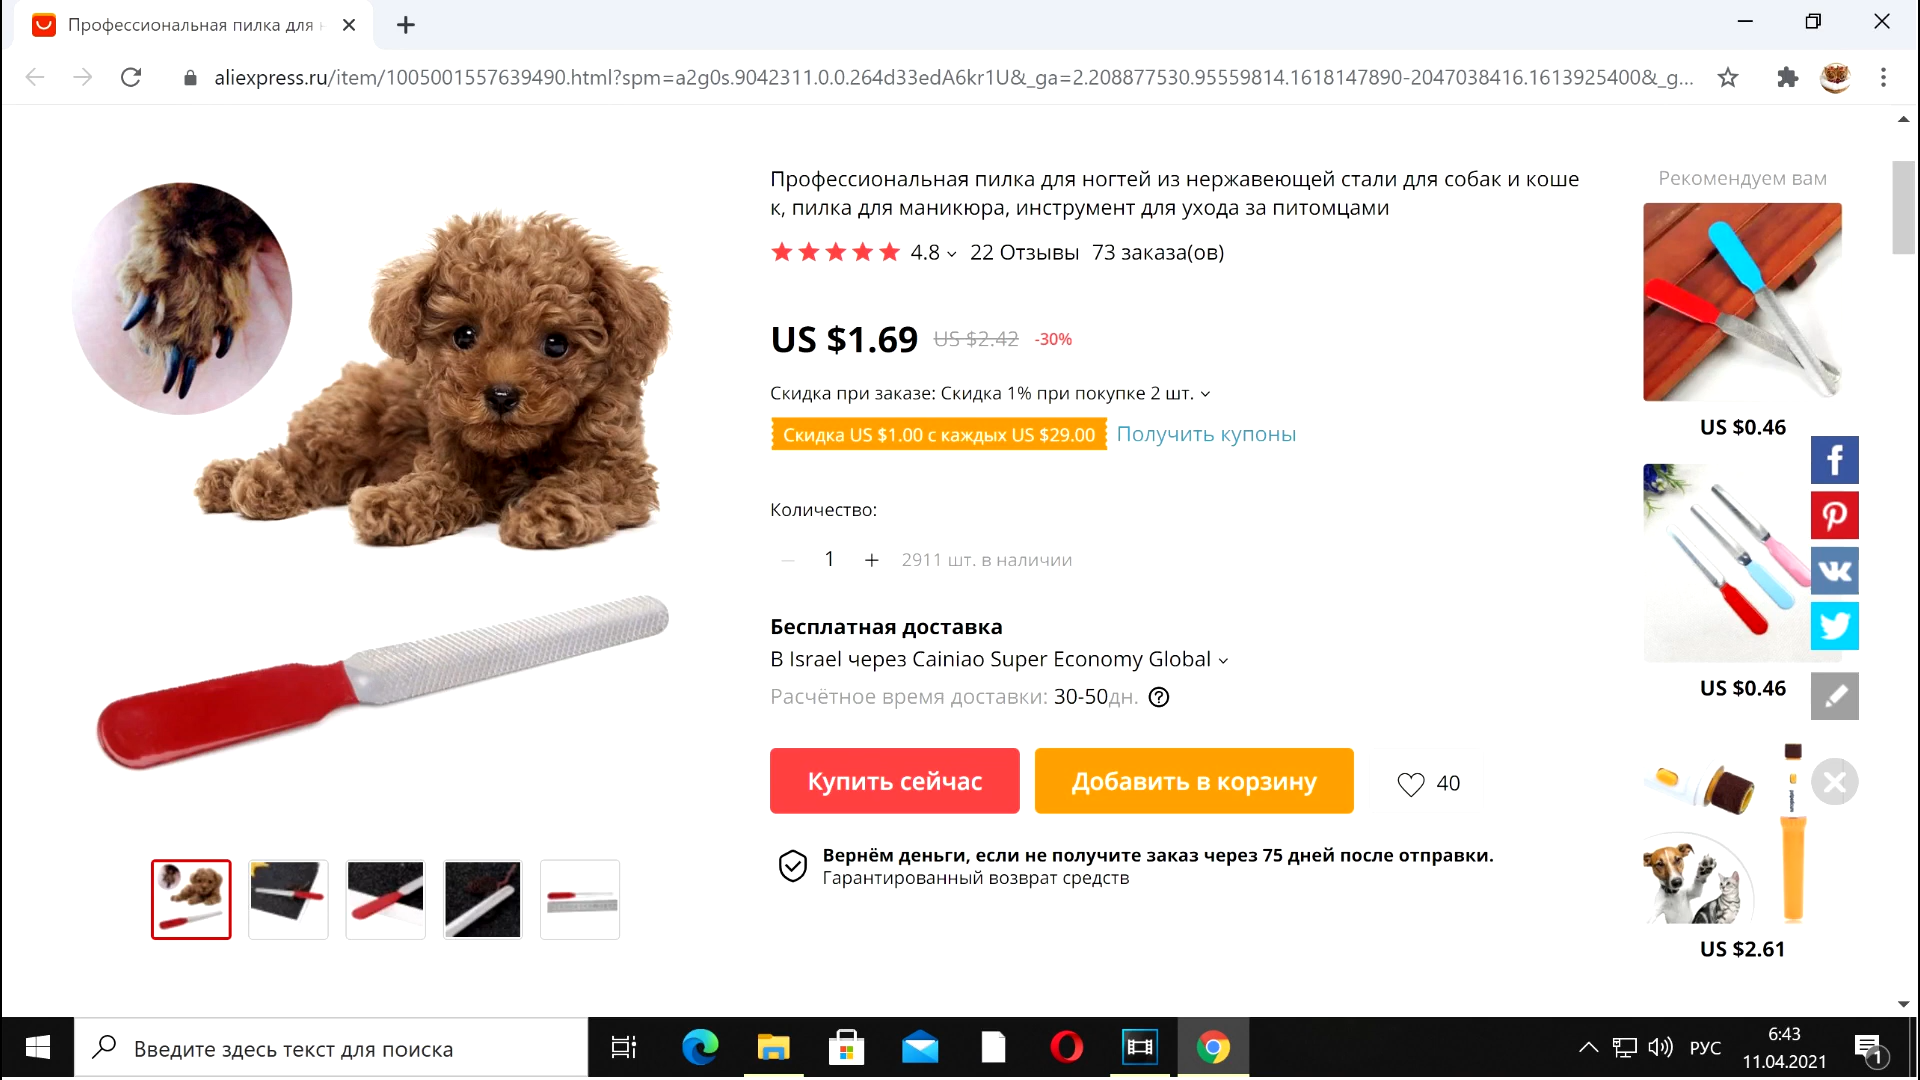 Профессиональная пилка для
aliexpress.ru/item/1005001557639490.html?spm=a2g0s.9042311.0.0.264d33edA6kr1U&_ga=2.208877530.95559814.1618147890-2047038416.1613925400&_g...
Профессиональная пилка для ногтей из нержавеющей стали для собак и коше
к, пилка для маникюра, инструмент для ухода за питомцами
4.8 22 Отзывы 73 заказа(ов)
US $1.69 US $2.42 -30%
Скидка при заказе: Скидка 1% при покупке 2 шт.
Скидка US $1.00 с каждых US $29.00 Получить купоны
Количество:
1 + 2911 шт. в наличии
Бесплатная доставка
В Israel через Cainiao Super Economy Global
Расчётное время доставки: 30-50дн.
Купить сейчас Добавить в корзину 40
Вернём деньги, если не получите заказ через 75 дней после отправки.
Гарантированный возврат средств
Рекомендуем вам
US $0.46
US $0.46
US $2.61
Введите здесь текст для поиска
РУС
6:43
11.04.2021
1